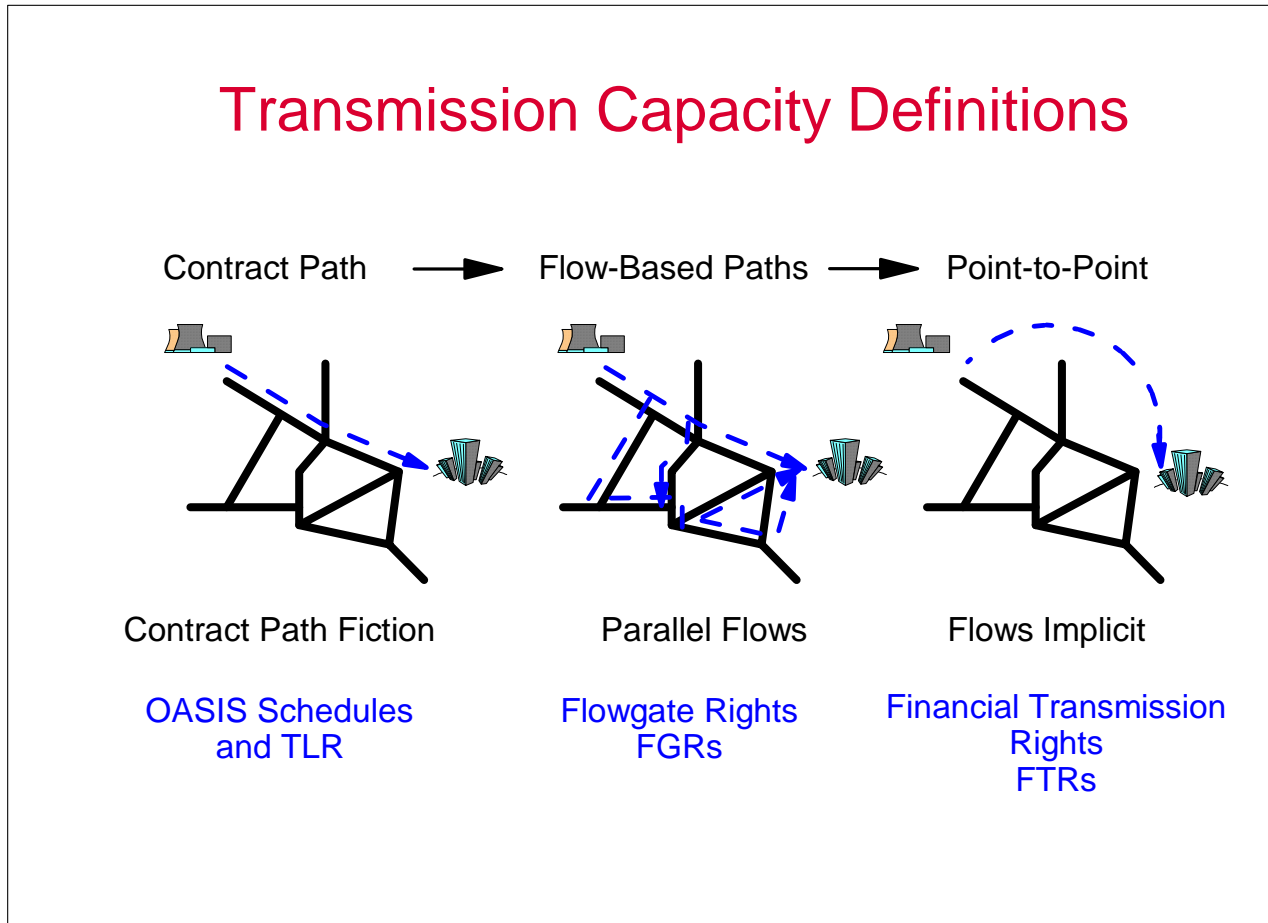 Transmission Capacity Definitions
Contract Path
Flow-Based Paths
Point-to-Point
Contract Path Fiction
Parallel Flows
Flows Implicit
OASIS Schedules
and TLR
Flowgate Rights
FGRs
Financial Transmission
Rights
FTRs